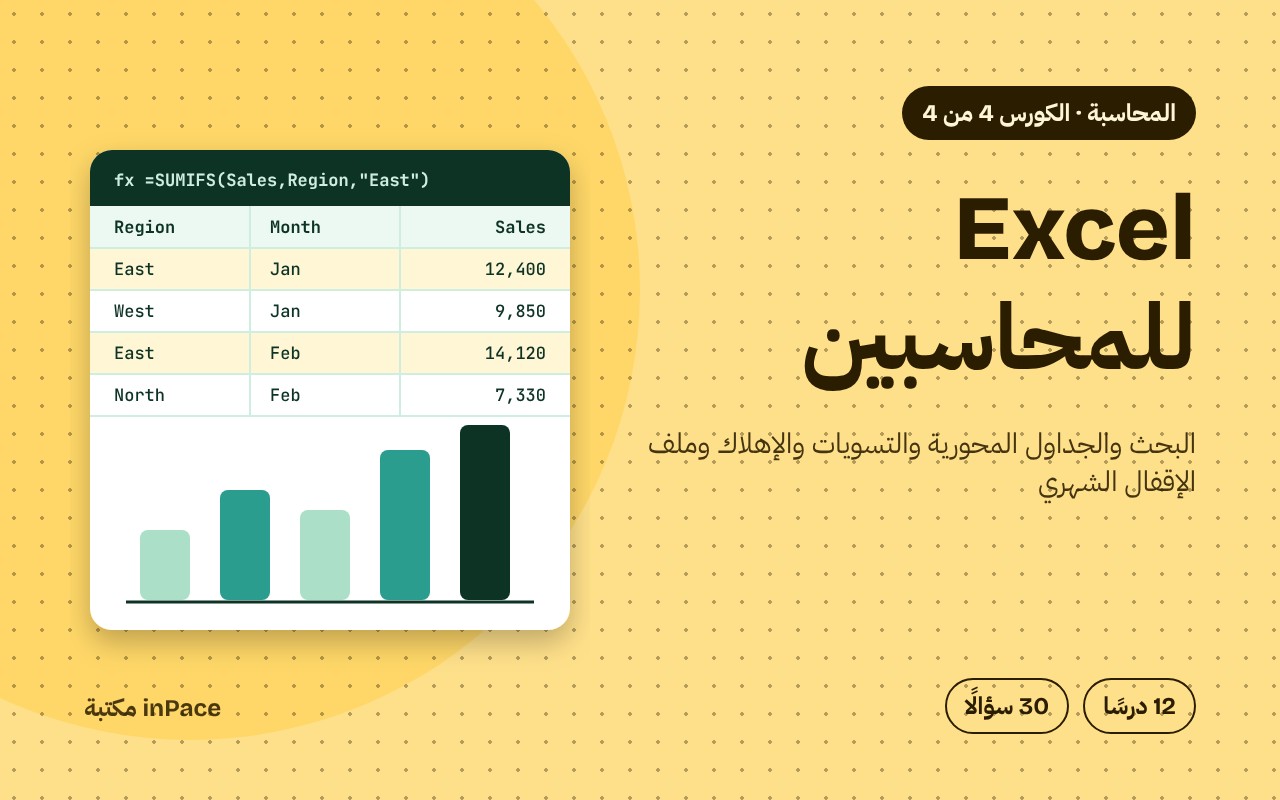 المحاسبة · الكورس 4 من 4
Excel
للمحاسبين
البحث والجداول المحورية والتسويات والإهلاك وملف
الإقفال الشهري
fx =SUMIFS(Sales,Region,"East")
Region Month Sales
East Jan 12,400
West Jan 9,850
East Feb 14,120
North Feb 7,330
12 درسًا
30 سؤالًا
مكتبة inPace